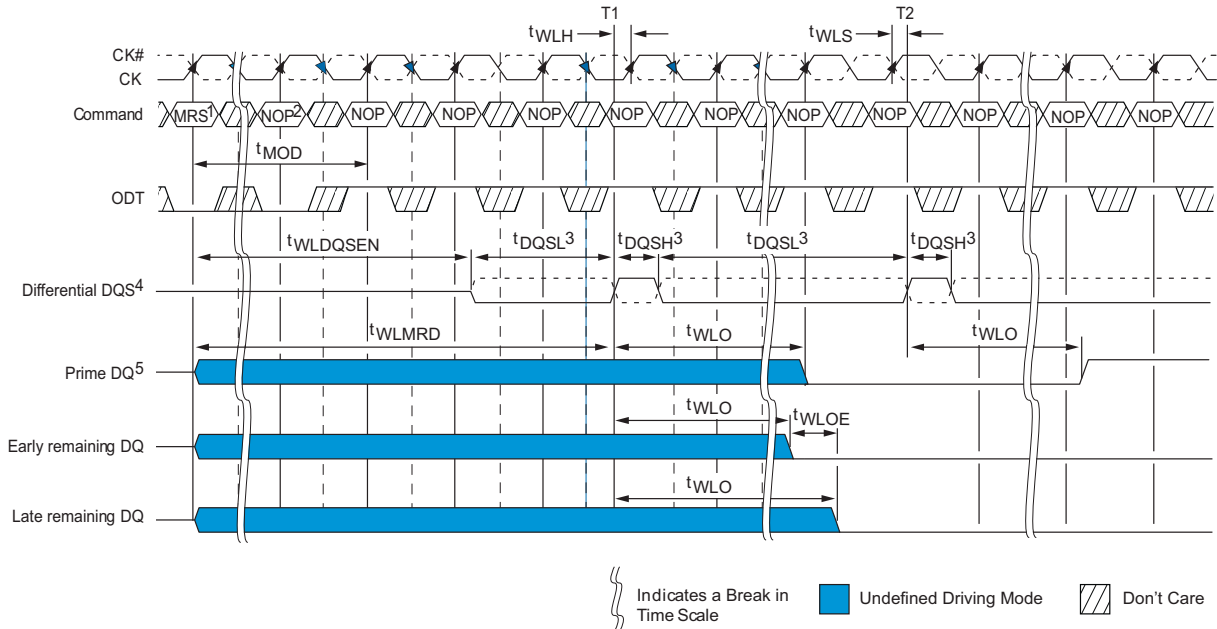 T1 T2
tWLH tWLS
CK#
CK
Command MRS1 NOP2 NOP NOP NOP NOP NOP NOP NOP NOP NOP NOP
tMOD
ODT
tWLDQSEN tDQSL3 tDQSH3 tDQSL3 tDQSH3
Differential DQS4
tWLMRD tWLO tWLO
Prime DQ5
tWLO tWLOE
Early remaining DQ
tWLO
Late remaining DQ
Indicates a Break in
Time Scale
Undefined Driving Mode
Don't Care